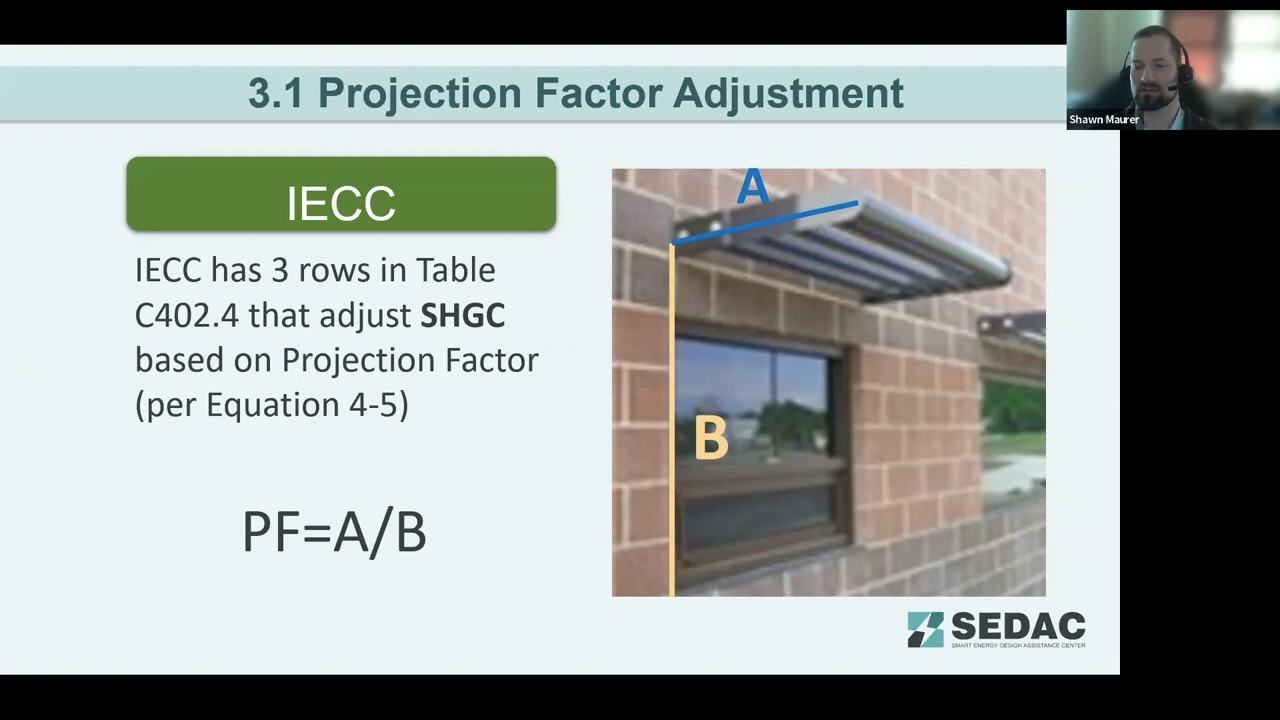 3.1 Projection Factor Adjustment
Shawn Maurer
IECC
IECC has 3 rows in Table
C402.4 that adjust SHGC
based on Projection Factor
(per Equation 4-5)
PF=A/B
A
B
SEDAC
SMART ENERGY DESIGN ASSISTANCE CENTER